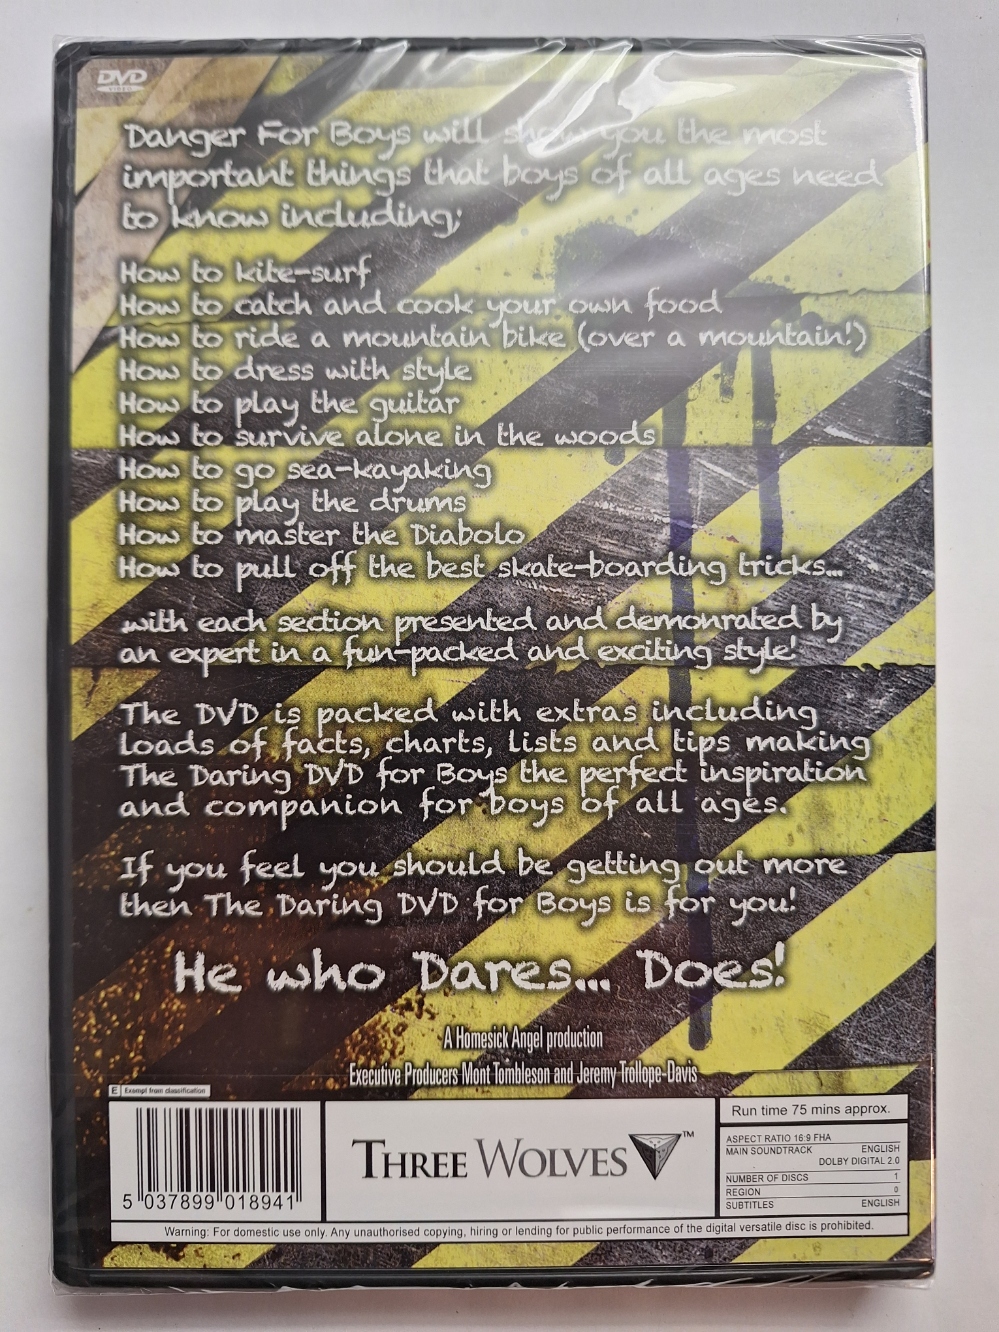 DVD
VIDEO
Danger For Boys will show you the most
important things that boys of all ages need
to know including;
How to kite-surf
How to catch and cook your own food
How to ride a mountain bike (over a mountain!)
How to dress with style
How to play the guitar
How to survive alone in the woods
How to go sea-kayaking
How to play the drums
How to master the Diabolo
How to pull off the best skate-boarding tricks...
...with each section presented and demonrated by
an expert in a fun-packed and exciting style!
The DVD is packed with extras including
loads of facts, charts, lists and tips making
The Daring DVD for Boys the perfect inspiration
and companion for boys of all ages.
If you feel you should be getting out more
then The Daring DVD for Boys is for you!
He who Dares... Does!
A Homesick Angel production
Executive Producers Mont Tombleson and Jeremy Trollope-Davis
E Exempt from classification
5 037899 018941
THREE WOLVES™
Run time 75 mins approx.
ASPECT RATIO 16:9 FHA
MAIN SOUNDTRACK ENGLISH
DOLBY DIGITAL 2.0
NUMBER OF DISCS 1
REGION 0
SUBTITLES ENGLISH
Warning: For domestic use only. Any unauthorised copying, hiring or lending for public performance of the digital versatile disc is prohibited.